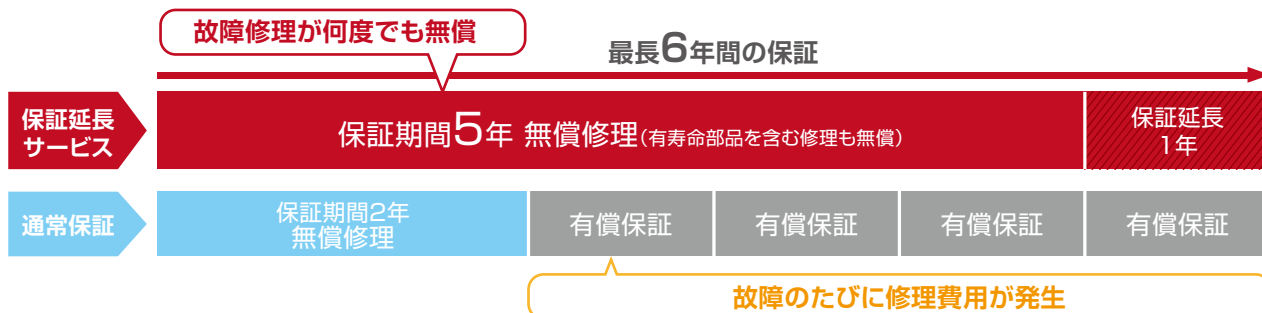 故障修理が何度でも無償
最長6年間の保証
保証延長
サービス
保証期間5年 無償修理(有寿命部品を含む修理も無償)
保証延長
1年
通常保証
保証期間2年
無償修理
有償保証
有償保証
有償保証
有償保証
故障のたびに修理費用が発生